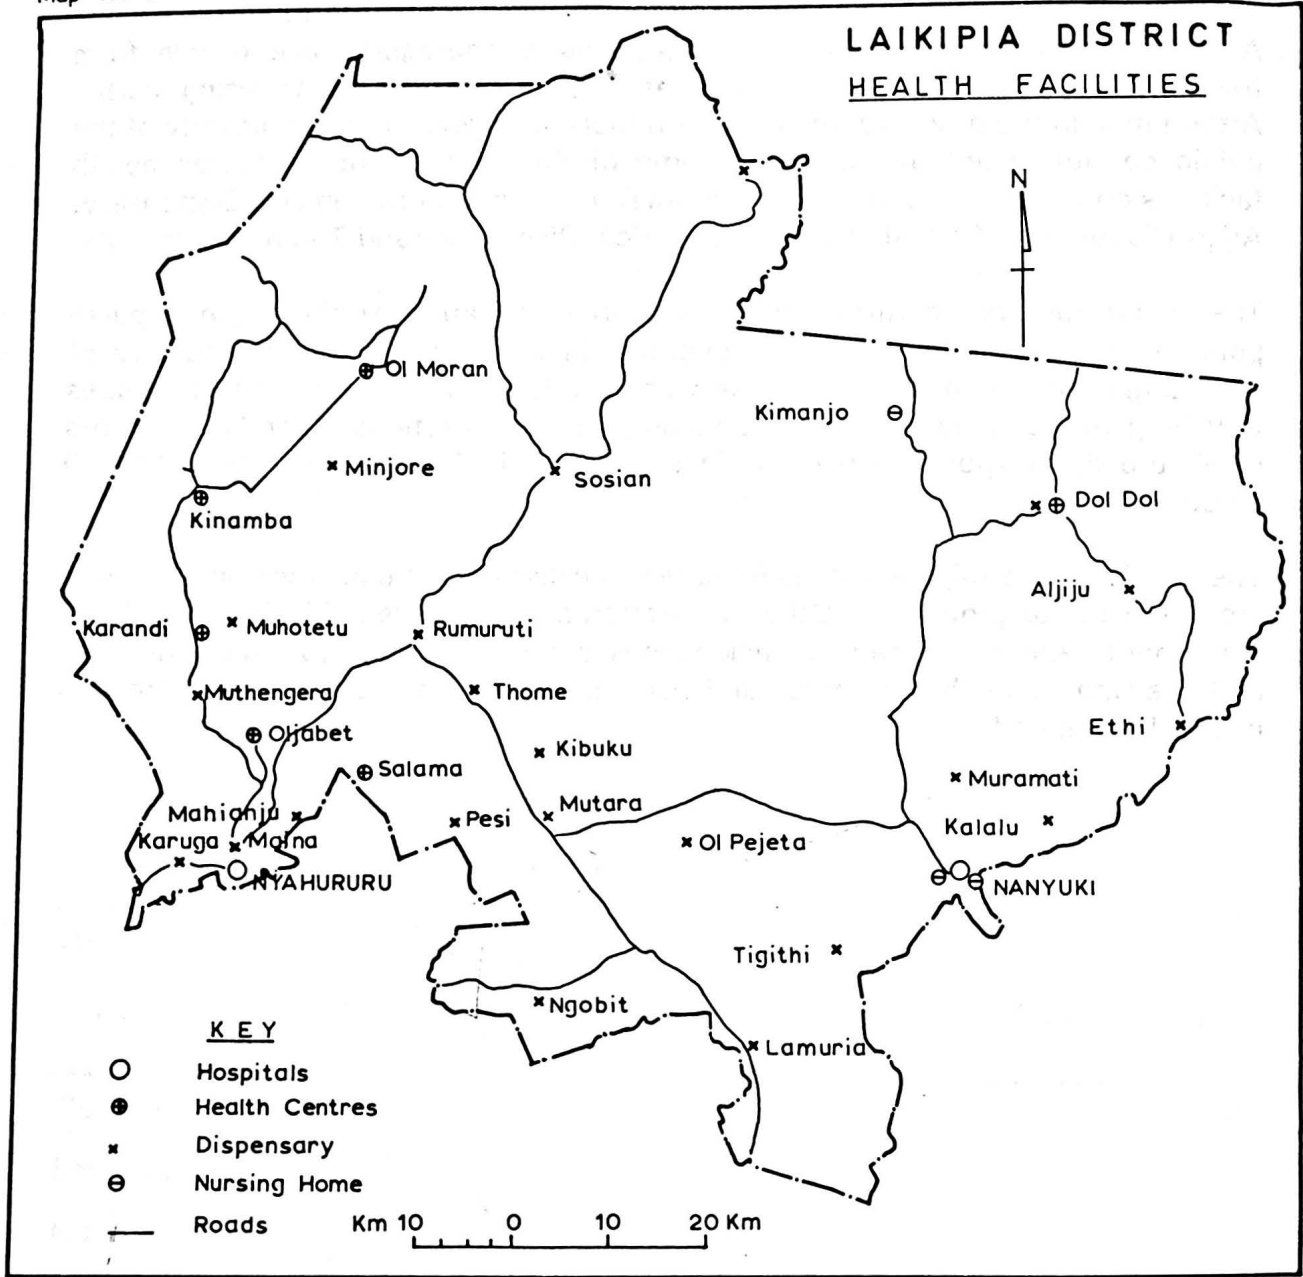 Map
LAIKIPIA DISTRICT
HEALTH FACILITIES
N
Ol Moran
Kimanjo
Minjore
Sosian
Dol Dol
Kinamba
Aljiju
Karandi
Muhotetu
Rumuruti
Muthengera
Thome
Ethi
Oljabet
Kibuku
Salama
Muramati
Mahianju
Pesi
Mutara
Kalalu
Karuga
Maina
Ol Pejeta
NYAHURURU
NANYUKI
Tigithi
Ngobit
Lamuria
KEY
Hospitals
Health Centres
Dispensary
Nursing Home
Roads
Km 10 0 10 20 Km